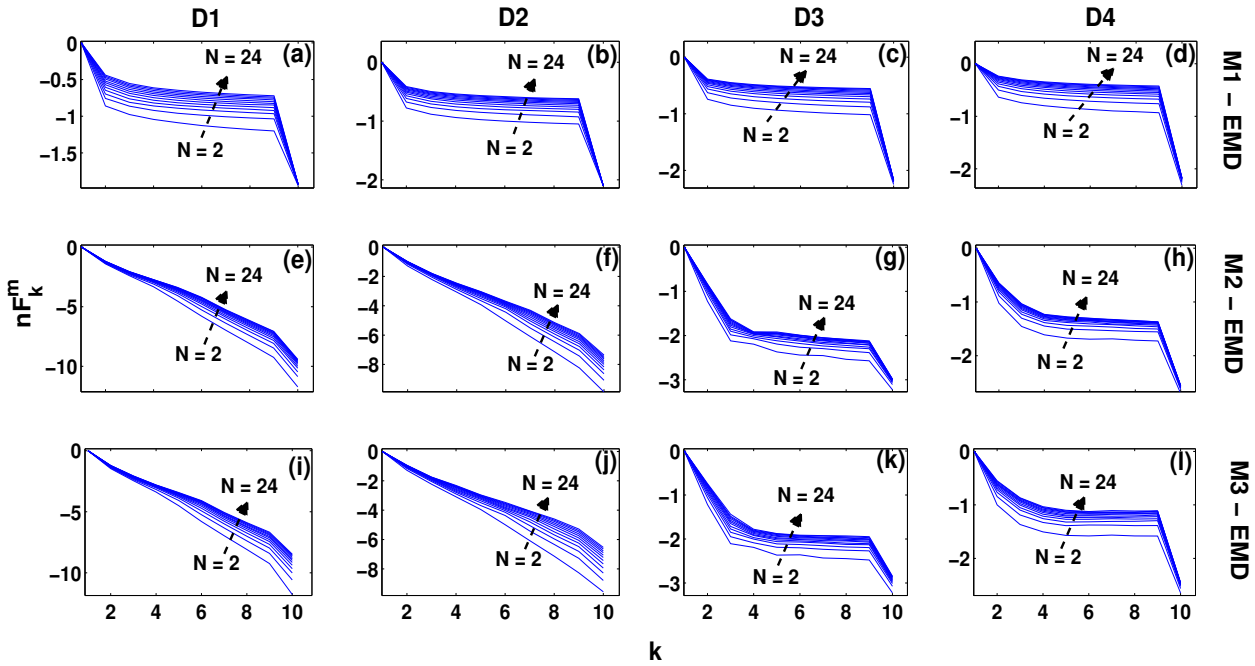 D1 D2 D3 D4
0 −0.5 −1 −1.5 (a) N = 24 N = 2
0 −1 −2 (b) N = 24 N = 2
0 −1 −2 (c) N = 24 N = 2
0 −1 −2 (d) N = 24 N = 2
M1 − EMD
nF_k^m
0 −5 −10 (e) N = 24 N = 2
0 −2 −4 −6 −8 (f) N = 24 N = 2
0 −1 −2 −3 (g) N = 24 N = 2
0 −1 −2 (h) N = 24 N = 2
M2 − EMD
0 −5 −10 (i) N = 24 N = 2
0 −2 −4 −6 −8 (j) N = 24 N = 2
0 −1 −2 −3 (k) N = 24 N = 2
0 −1 −2 (l) N = 24 N = 2
M3 − EMD
2 4 6 8 10 2 4 6 8 10 2 4 6 8 10 2 4 6 8 10
k